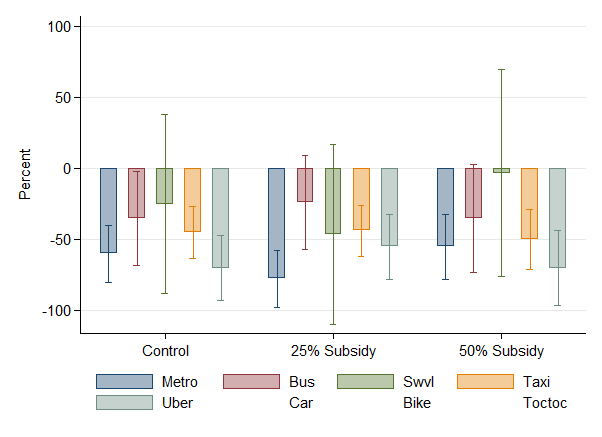 100
50
0
-50
-100
Percent
Control 25% Subsidy 50% Subsidy
Metro Bus Swvl Taxi
Uber Car Bike Toctoc